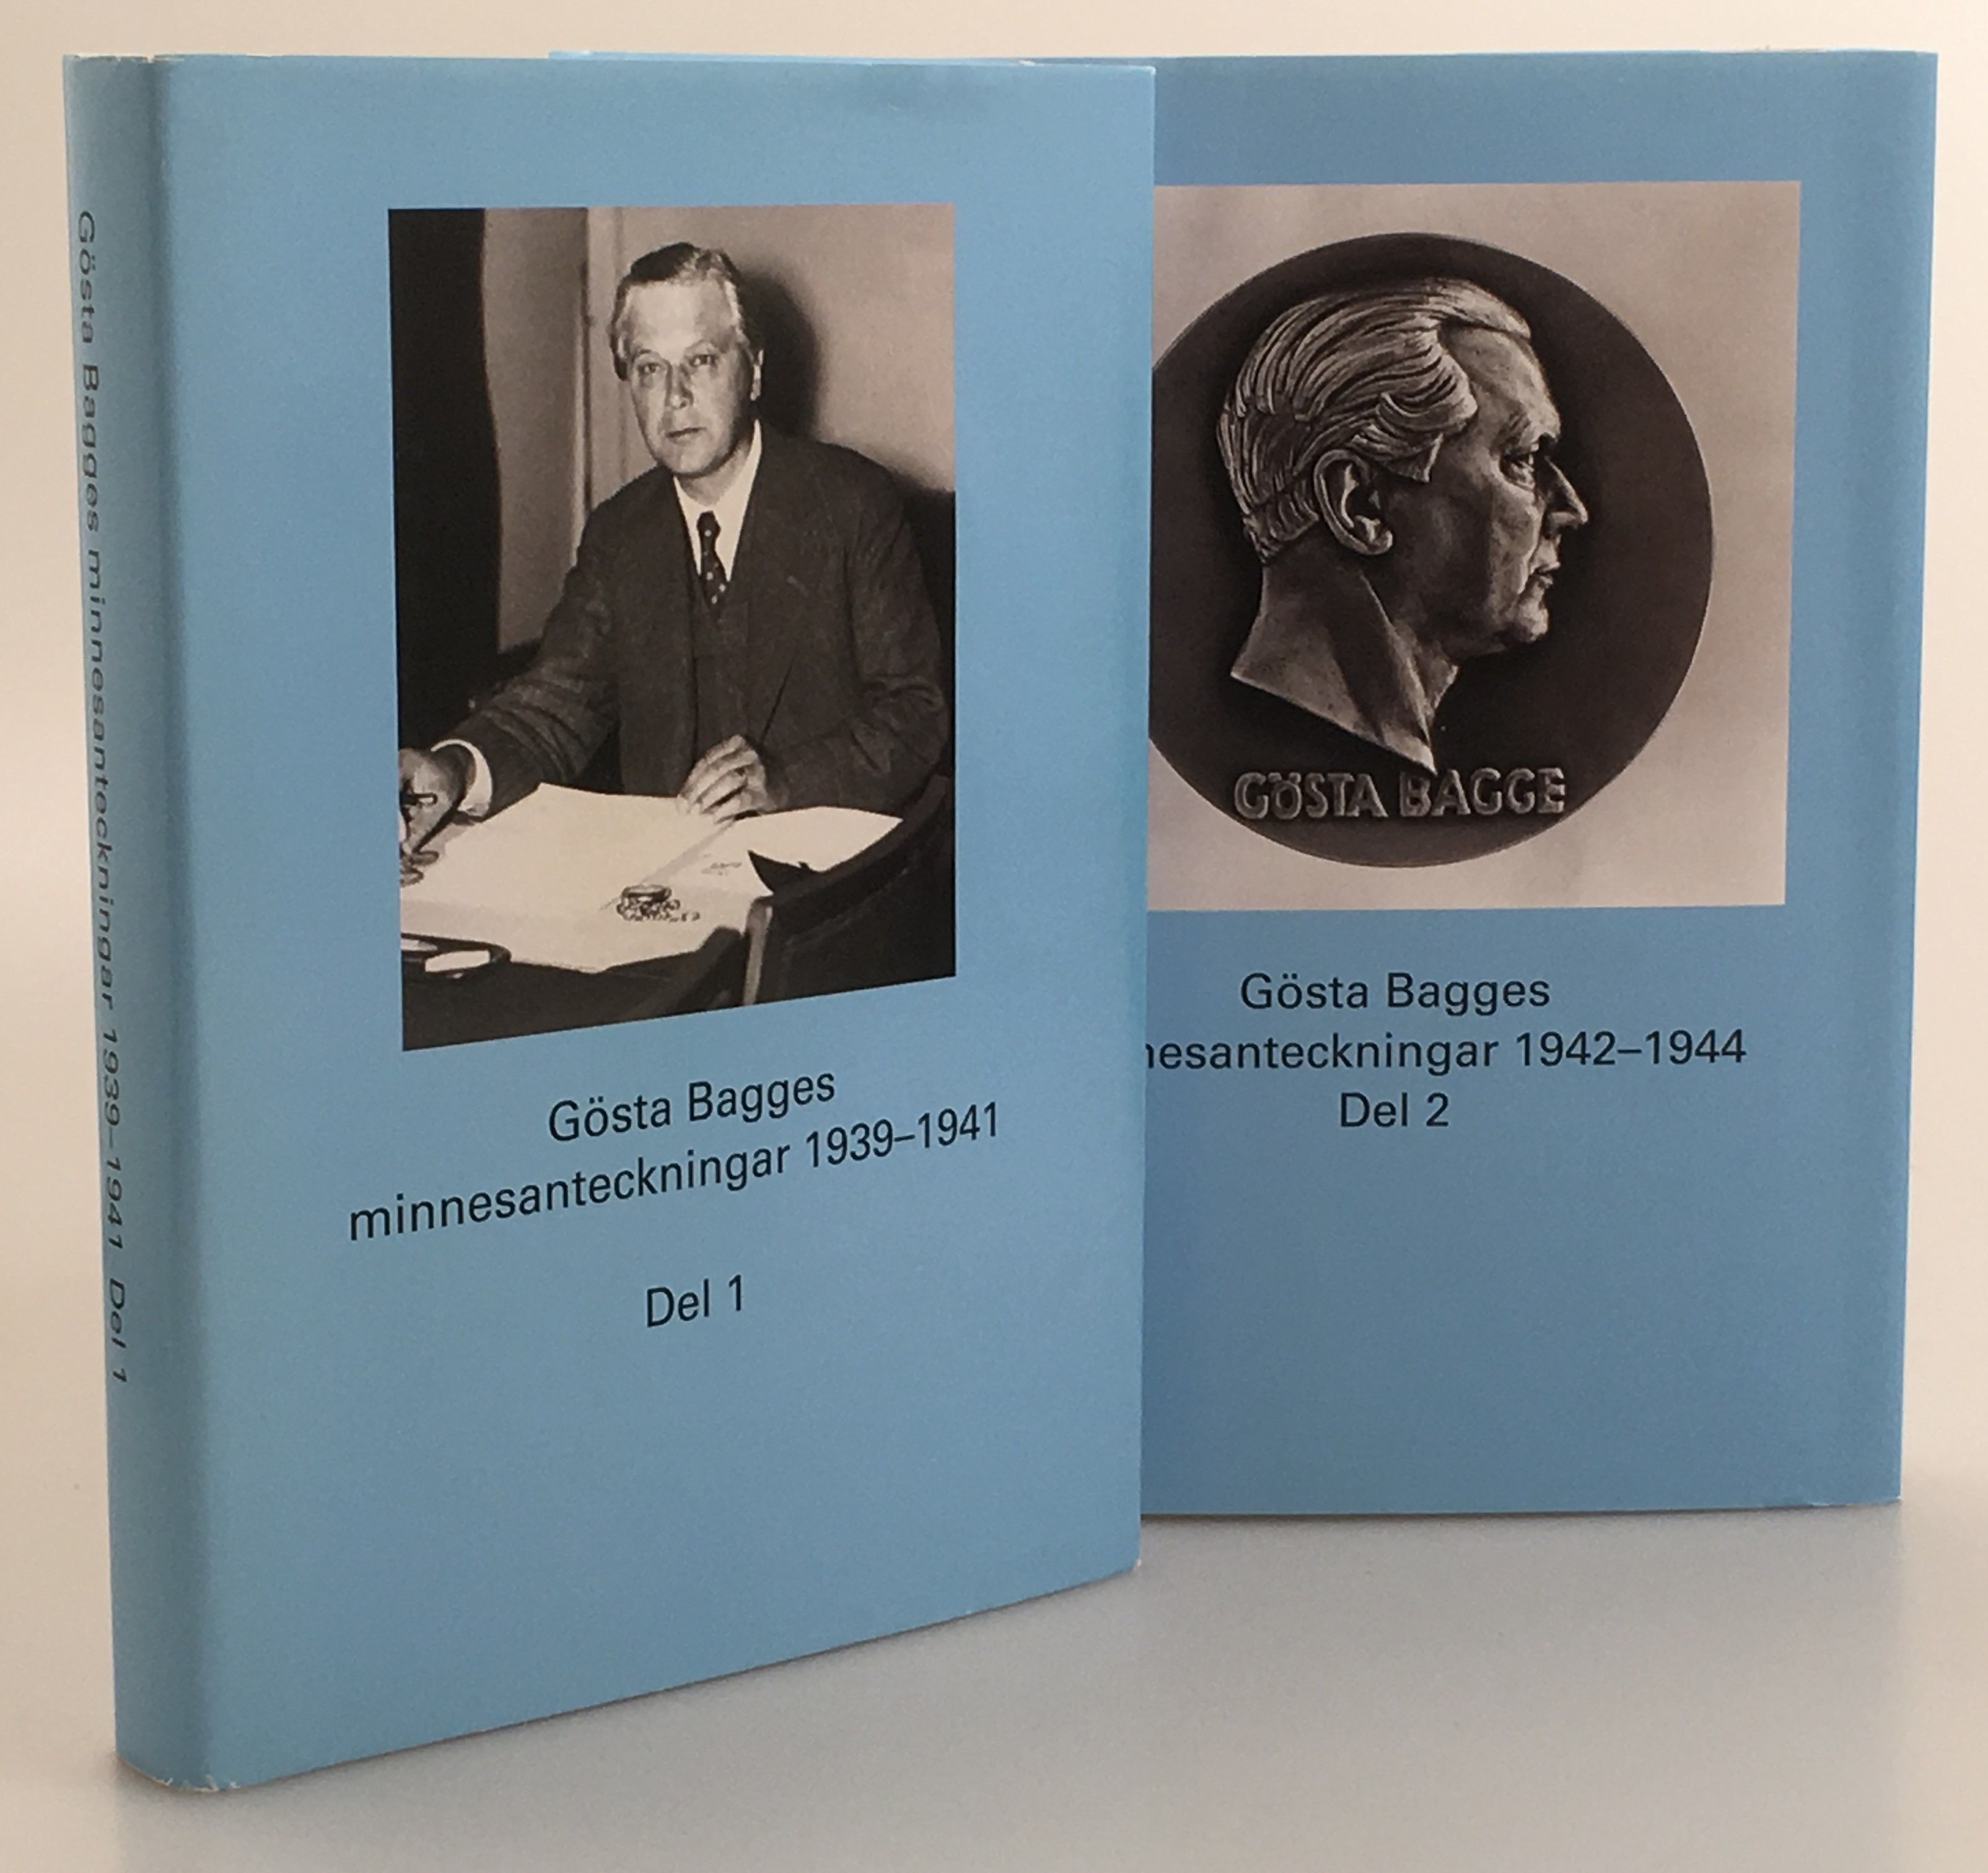 Gösta Bagges minnesanteckningar 1939–1941 Del 1
Gösta Bagges
minnesanteckningar 1939–1941
Del 1
GÖSTA BAGGE
Gösta Bagges
nesanteckningar 1942–1944
Del 2